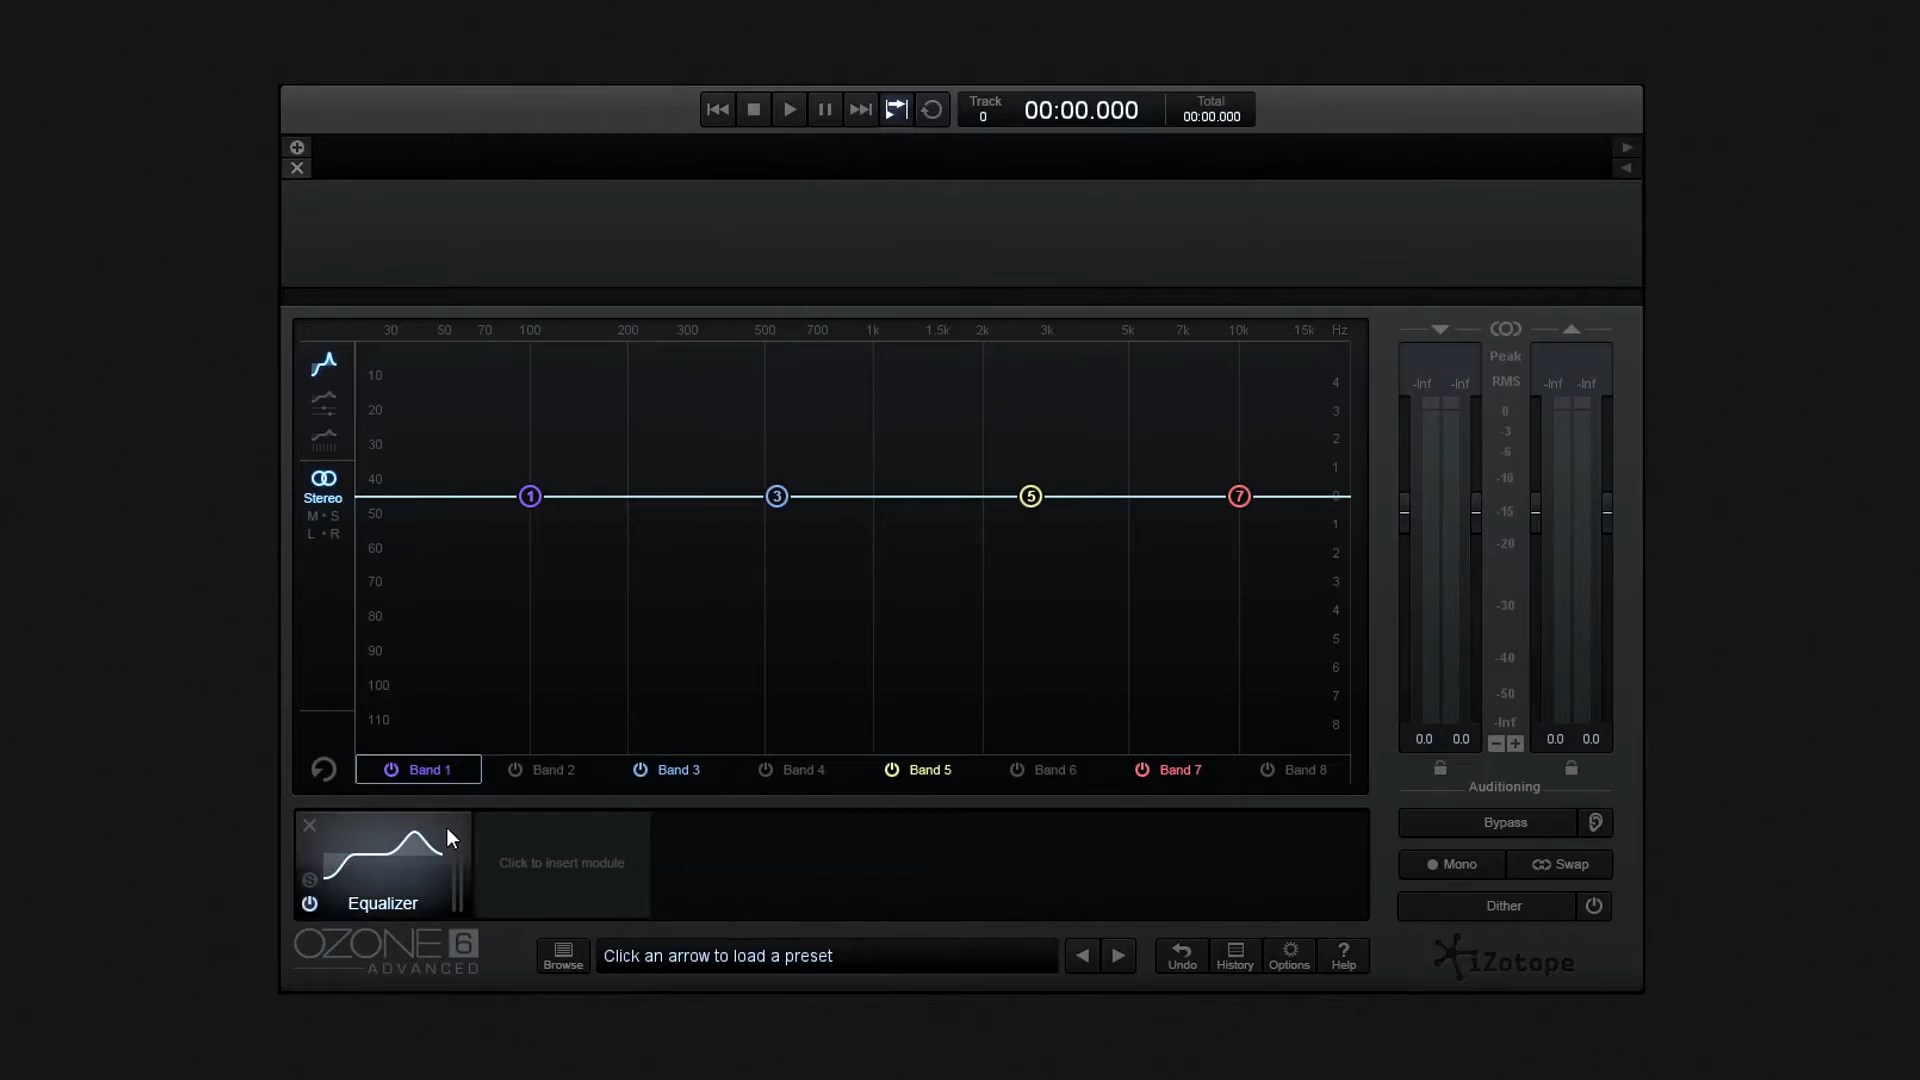 Track
0
00:00.000
Total
00:00.000
30 50 70 100 200 300 500 700 1k 1.5k 2k 3k 5k 7k 10k 15k Hz
Peak
RMS
-Inf -Inf -Inf -Inf
Stereo
M • S
L • R
10
20
30
40
50
60
70
80
90
100
110
1 3 5 7
4
3
2
1
0
1
2
3
4
5
6
7
8
0
-3
-6
-10
-15
-20
-30
-40
-50
-Inf
0.0 0.0 0.0 0.0
Band 1 Band 2 Band 3 Band 4 Band 5 Band 6 Band 7 Band 8
Auditioning
Bypass
Mono Swap
Dither
S
Equalizer
Click to insert module
OZONE 6
ADVANCED
Browse
Click an arrow to load a preset
Undo History Options ? Help
iZotope